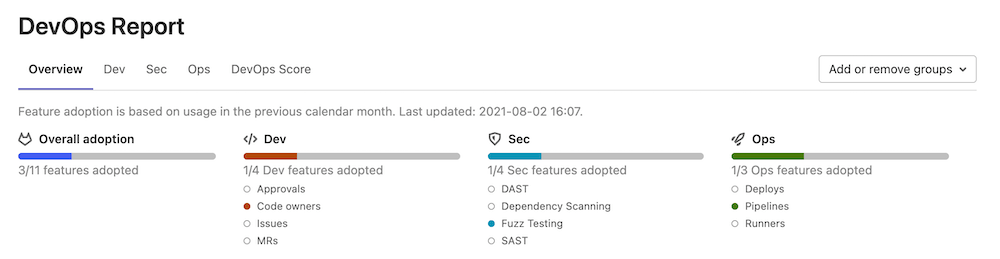 DevOps Report
Overview Dev Sec Ops DevOps Score Add or remove groups
Feature adoption is based on usage in the previous calendar month. Last updated: 2021-08-02 16:07.
Overall adoption
3/11 features adopted
Dev
1/4 Dev features adopted
Approvals
Code owners
Issues
MRs
Sec
1/4 Sec features adopted
DAST
Dependency Scanning
Fuzz Testing
SAST
Ops
1/3 Ops features adopted
Deploys
Pipelines
Runners